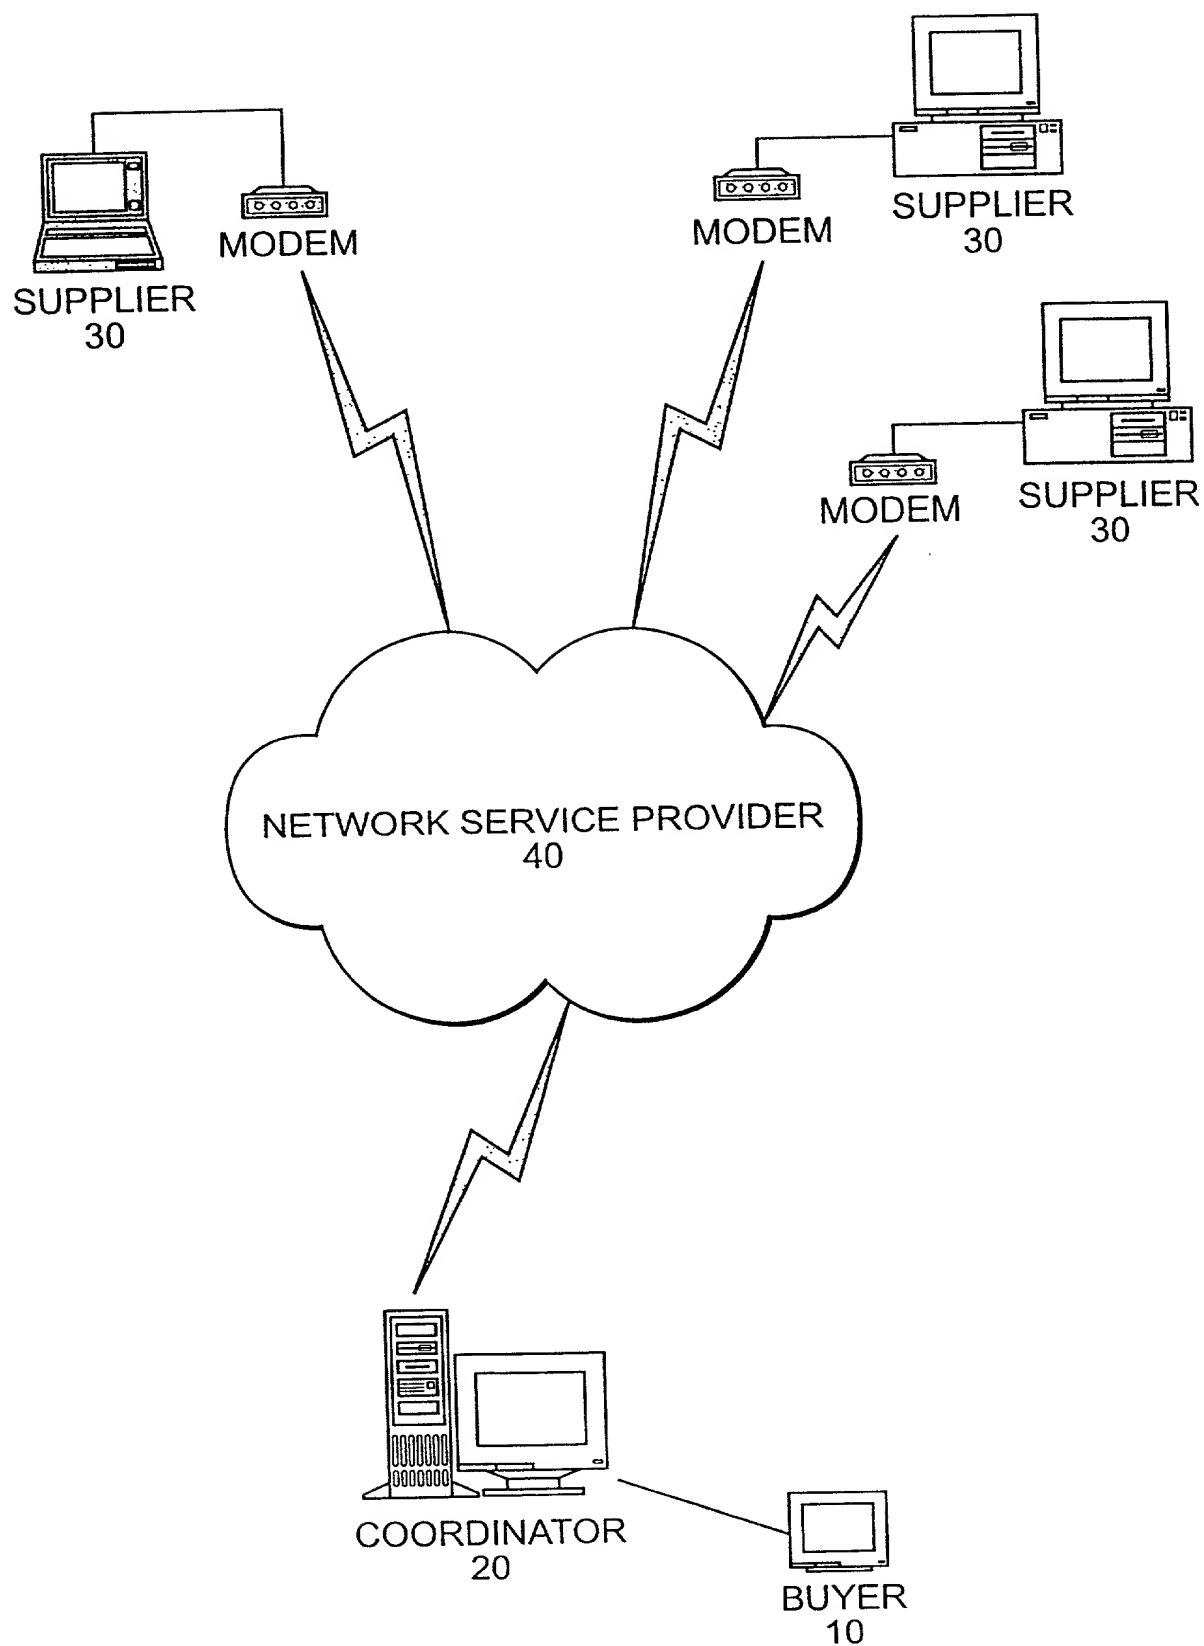 SUPPLIER
30
MODEM
MODEM
SUPPLIER
30
MODEM
SUPPLIER
30
NETWORK SERVICE PROVIDER
40
COORDINATOR
20
BUYER
10